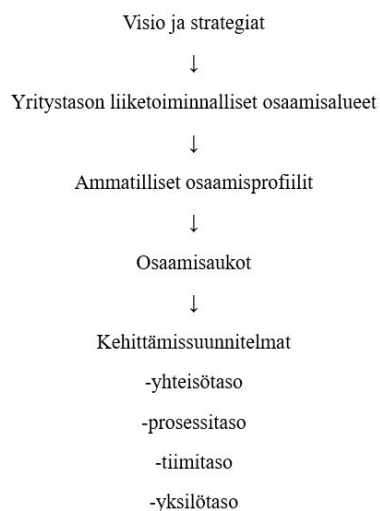 Visio ja strategiat
↓
Yritystason liiketoiminnalliset osaamisalueet
↓
Ammatilliset osaamisprofiilit
↓
Osaamisaukot
↓
Kehittämissuunnitelmat
-yhteisötaso
-prosessitaso
-tiimitaso
-yksilötaso